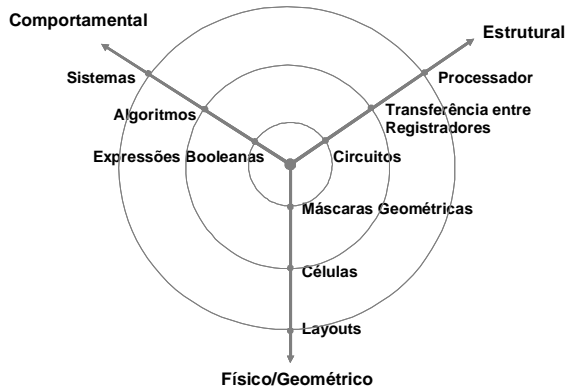 Comportamental
Estrutural
Sistemas
Processador
Algoritmos
Transferência entre
Registradores
Expressões Booleanas
Circuitos
Máscaras Geométricas
Células
Layouts
Físico/Geométrico